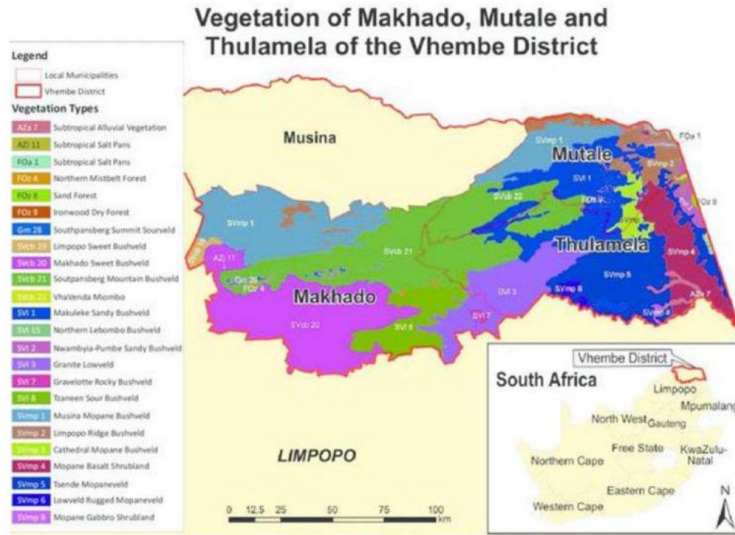 Vegetation of Makhado, Mutale and
Thulamela of the Vhembe District
Legend
Local Municipalities
Vhembe District
Vegetation Types
AZa 7 Subtropical Alluvial Vegetation
AZi 11 Subtropical Salt Pans
FOa 1 Subtropical Salt Pans
FOz 4 Northern Mistbelt Forest
FOz 8 Sand Forest
FOz 9 Ironwood Dry Forest
Gm 28 Southpansberg Summit Sourveld
SVcb 19 Limpopo Sweet Bushveld
SVcb 20 Makhado Sweet Bushveld
SVcb 21 Soutpansberg Mountain Bushveld
VhaVenda Miombo
SVl 1 Makuleke Sandy Bushveld
SVl 15 Northern Lebombo Bushveld
SVl 2 Nwambyia-Pumbe Sandy Bushveld
SVl 3 Granite Lowveld
SVl 7 Gravelotte Rocky Bushveld
SVl 8 Tzaneen Sour Bushveld
SVmp 1 Musina Mopane Bushveld
SVmp 2 Limpopo Ridge Bushveld
SVmp 3 Cathedral Mopane Bushveld
SVmp 4 Mopane Basalt Shrubland
SVmp 5 Tsende Mopaneveld
SVmp 6 Lowveld Rugged Mopaneveld
SVmp 8 Mopane Gabbro Shrubland
Musina
SVmp 1
FOa 1
Mutale
SVmp 2
SVl 1
SVcb 22
FOz 8
SVmp 1
Thulamela
SVcb 21
SVmp 4
AZi 11
SVmp 5
Gm 28
FOz 4
Makhado
SVl 3
SVmp 6
AZa 7
SVl 7
SVcb 20
SVl 8
LIMPOPO
0 12.5 25 50 75 100
km
Vhembe District
South Africa
Limpopo
Mpumalang
North West
Gauteng
Free State
KwaZulu-
Natal
Northern Cape
Eastern Cape
Western Cape
N